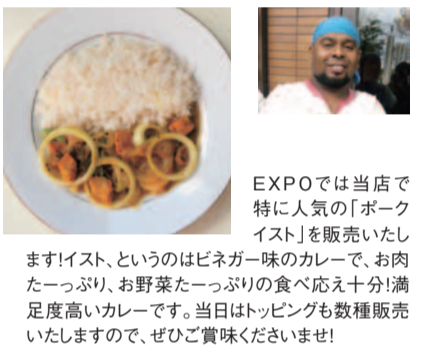 EXPOでは当店で
特に人気の「ポーク
イスト」を販売いたし
ます!イスト、というのはビネガー味のカレーで、お肉
たーっぷり、お野菜たーっぷりの食べ応え十分!満
足度高いカレーです。当日はトッピングも数種販売
いたしますので、ぜひご賞味くださいませ!